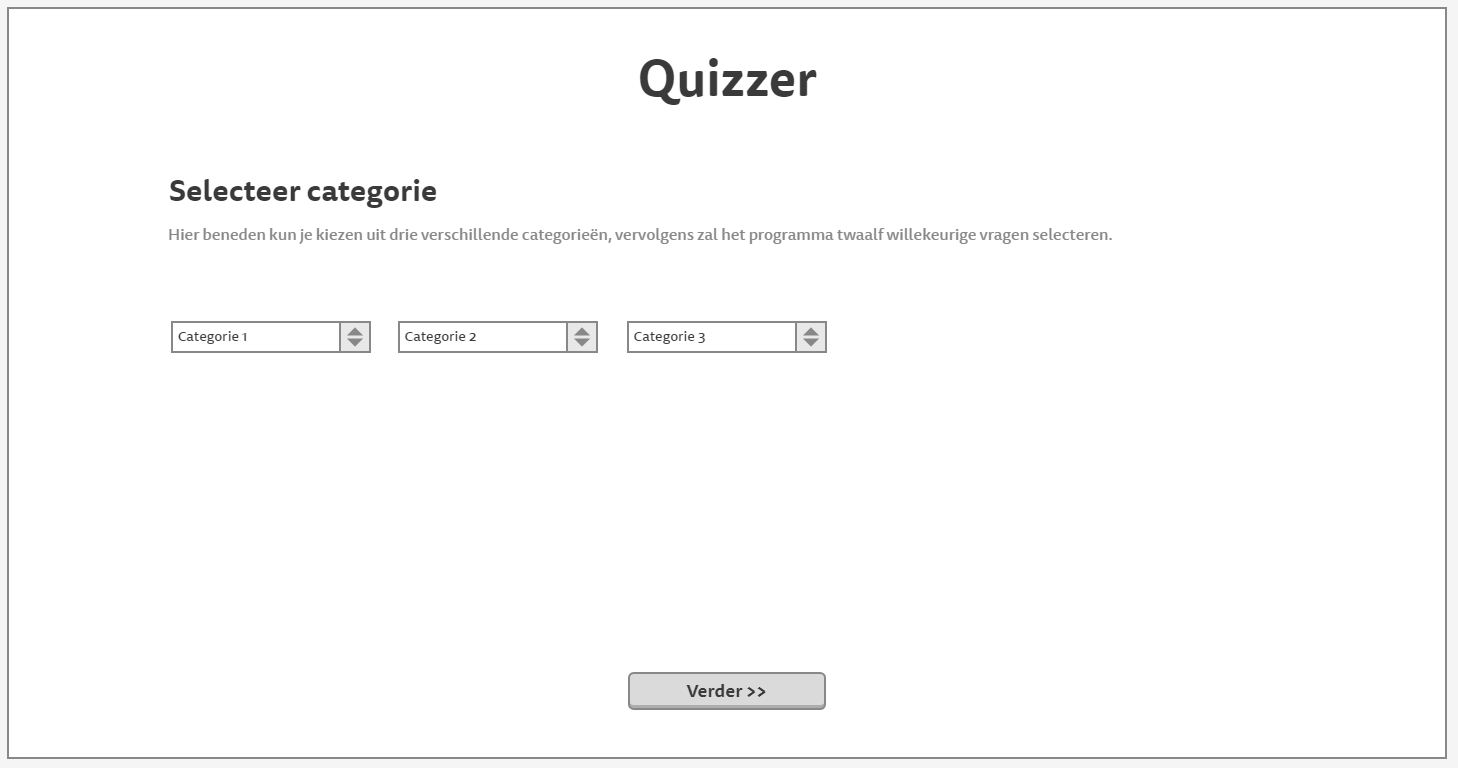 Quizzer
Selecteer categorie
Hier beneden kun je kiezen uit drie verschillende categorieën, vervolgens zal het programma twaalf willekeurige vragen selecteren.
Categorie 1 Categorie 2 Categorie 3
Verder >>